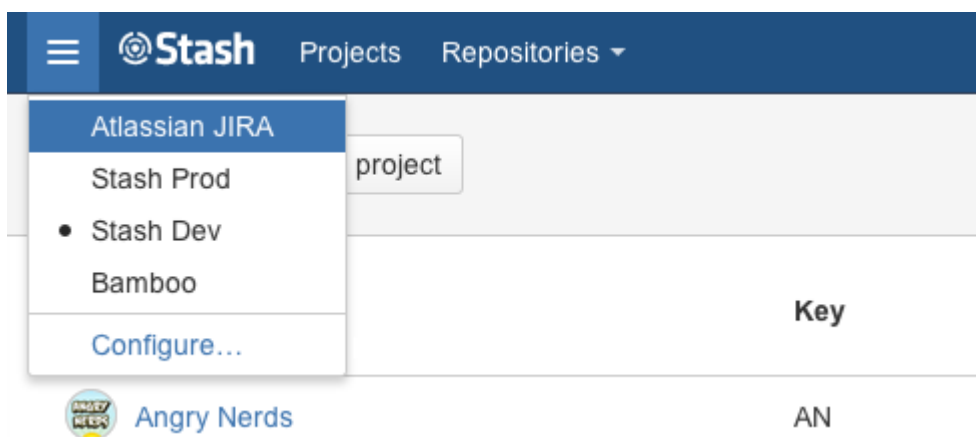 Stash Projects Repositories
Atlassian JIRA
project
Stash Prod
Stash Dev
Bamboo
Key
Configure…
Angry Nerds AN